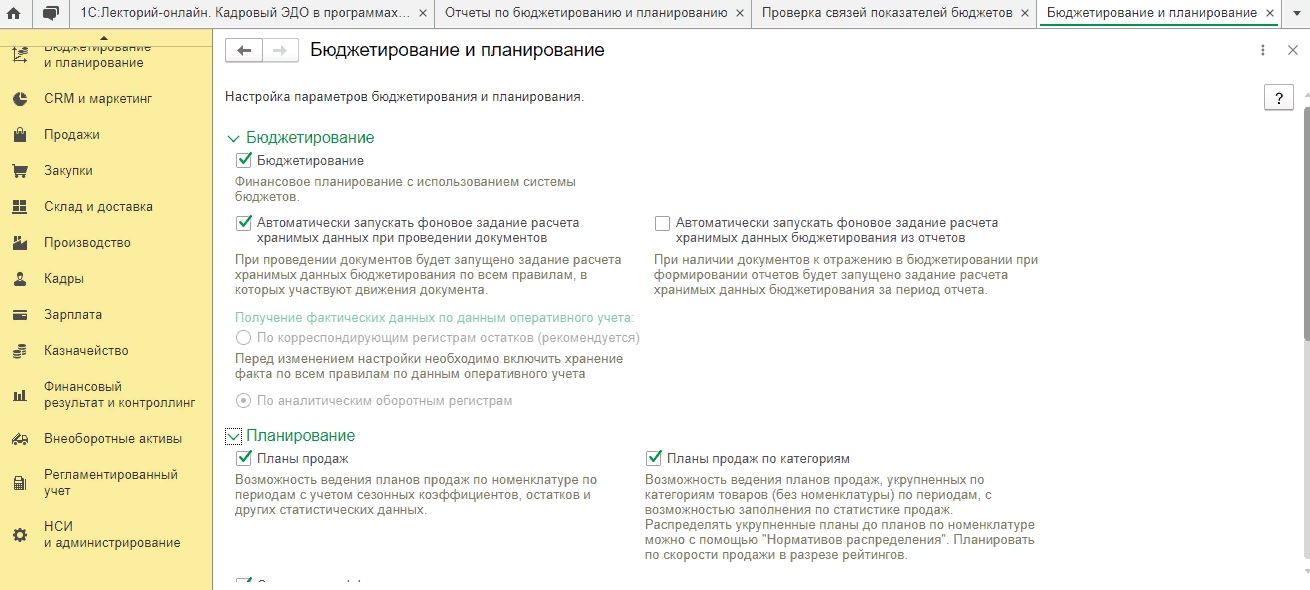 1С:Лекторий-онлайн. Кадровый ЭДО в программах...
Отчеты по бюджетированию и планированию
Проверка связей показателей бюджетов
Бюджетирование и планирование
Бюджетирование
и планирование
CRM и маркетинг
Продажи
Закупки
Склад и доставка
Производство
Кадры
Зарплата
Казначейство
Финансовый
результат и контроллинг
Внеоборотные активы
Регламентированный
учет
НСИ
и администрирование
Бюджетирование и планирование
Настройка параметров бюджетирования и планирования.
?
Бюджетирование
Бюджетирование
Финансовое планирование с использованием системы
бюджетов.
Автоматически запускать фоновое задание расчета
хранимых данных при проведении документов
При проведении документов будет запущено задание расчета
хранимых данных бюджетирования по всем правилам, в
которых участвуют движения документа.
Автоматически запускать фоновое задание расчета
хранимых данных бюджетирования из отчетов
При наличии документов к отражению в бюджетировании при
формировании отчетов будет запущено задание расчета
хранимых данных бюджетирования за период отчета.
Получение фактических данных по данным оперативного учета:
По корреспондирующим регистрам остатков (рекомендуется)
Перед изменением настройки необходимо включить хранение
факта по всем правилам по данным оперативного учета
По аналитическим оборотным регистрам
Планирование
Планы продаж
Возможность ведения планов продаж по номенклатуре по
периодам с учетом сезонных коэффициентов, остатков и
других статистических данных.
Планы продаж по категориям
Возможность ведения планов продаж, укрупненных по
категориям товаров (без номенклатуры) по периодам, с
возможностью заполнения по статистике продаж.
Распределять укрупненные планы до планов по номенклатуре
можно с помощью "Нормативов распределения". Планировать
по скорости продажи в разрезе рейтингов.